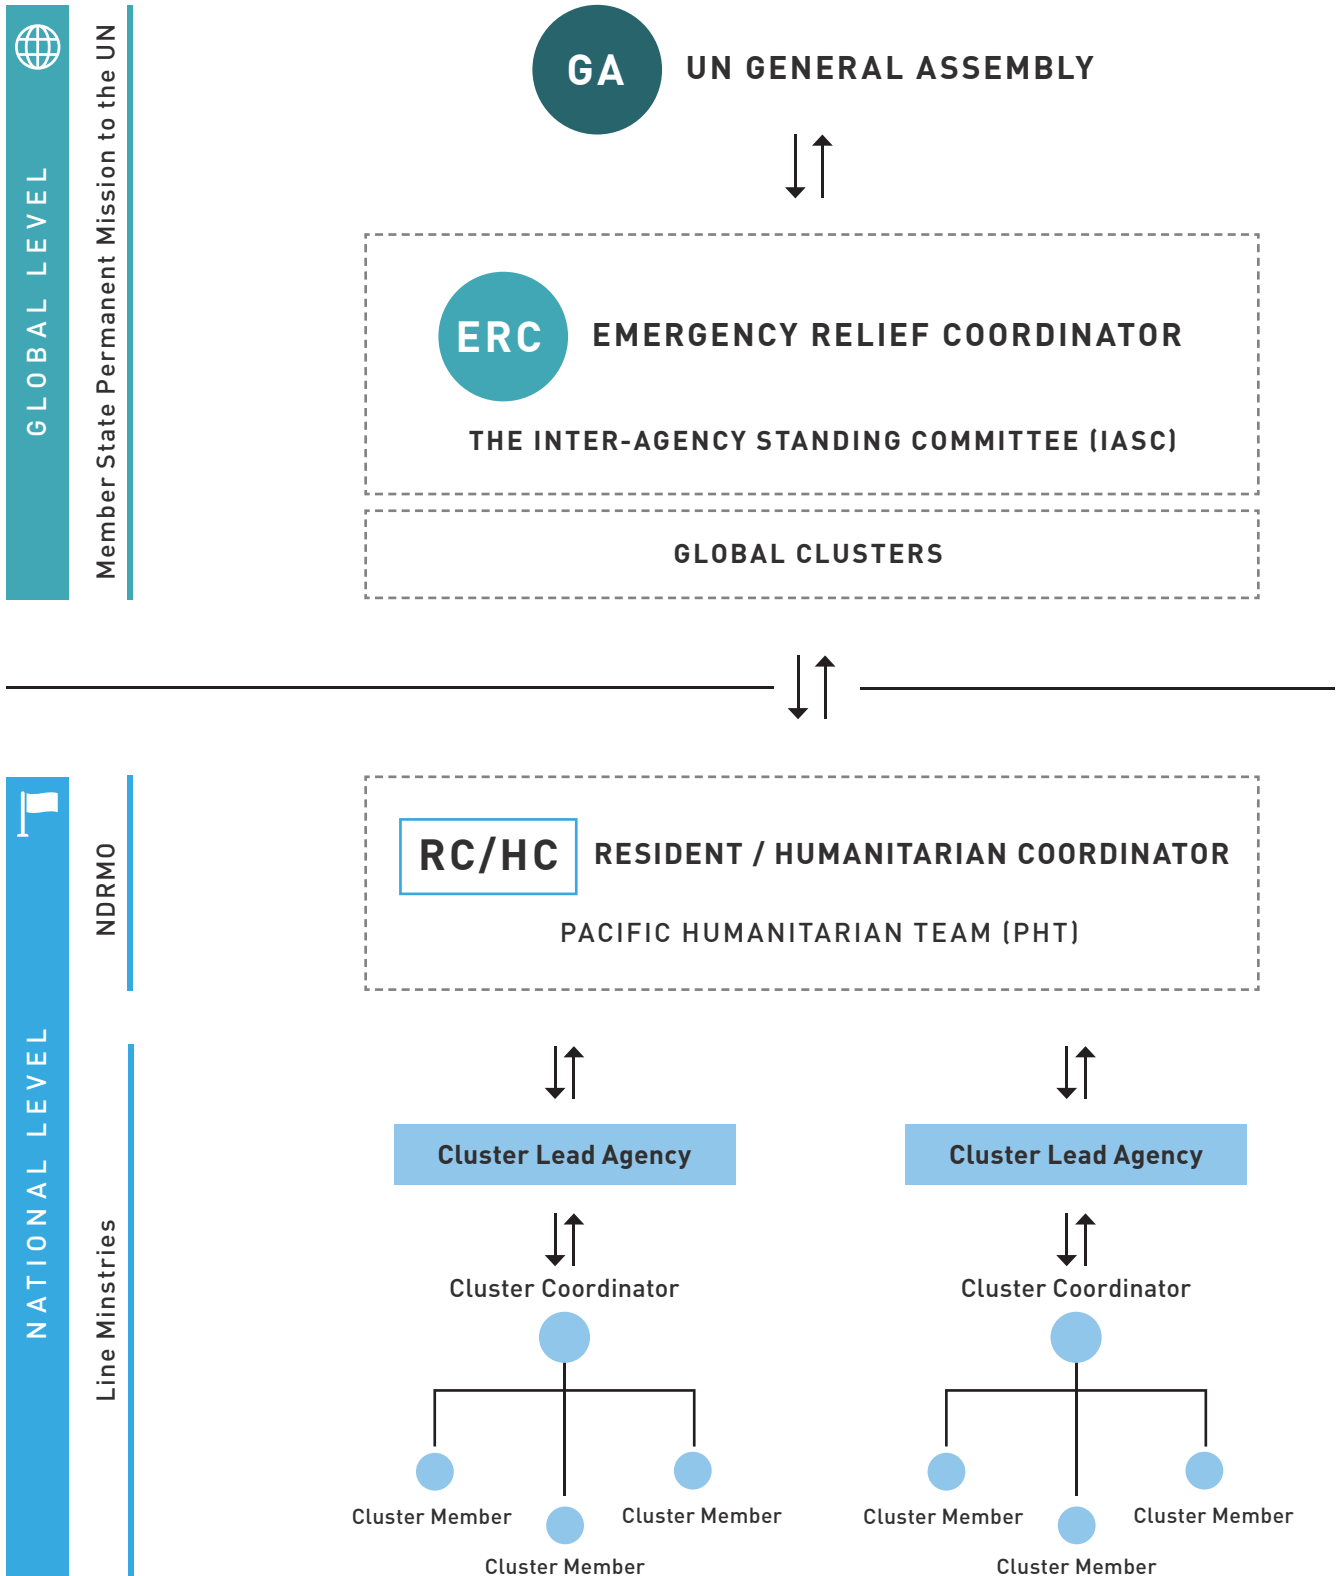 GLOBAL LEVEL
Member State Permanent Mission to the UN
GA
UN GENERAL ASSEMBLY
ERC
EMERGENCY RELIEF COORDINATOR
THE INTER-AGENCY STANDING COMMITTEE (IASC)
GLOBAL CLUSTERS
NATIONAL LEVEL
NDRMO
RC/HC
RESIDENT / HUMANITARIAN COORDINATOR
PACIFIC HUMANITARIAN TEAM (PHT)
Line Minstries
Cluster Lead Agency
Cluster Lead Agency
Cluster Coordinator
Cluster Coordinator
Cluster Member
Cluster Member
Cluster Member
Cluster Member
Cluster Member
Cluster Member